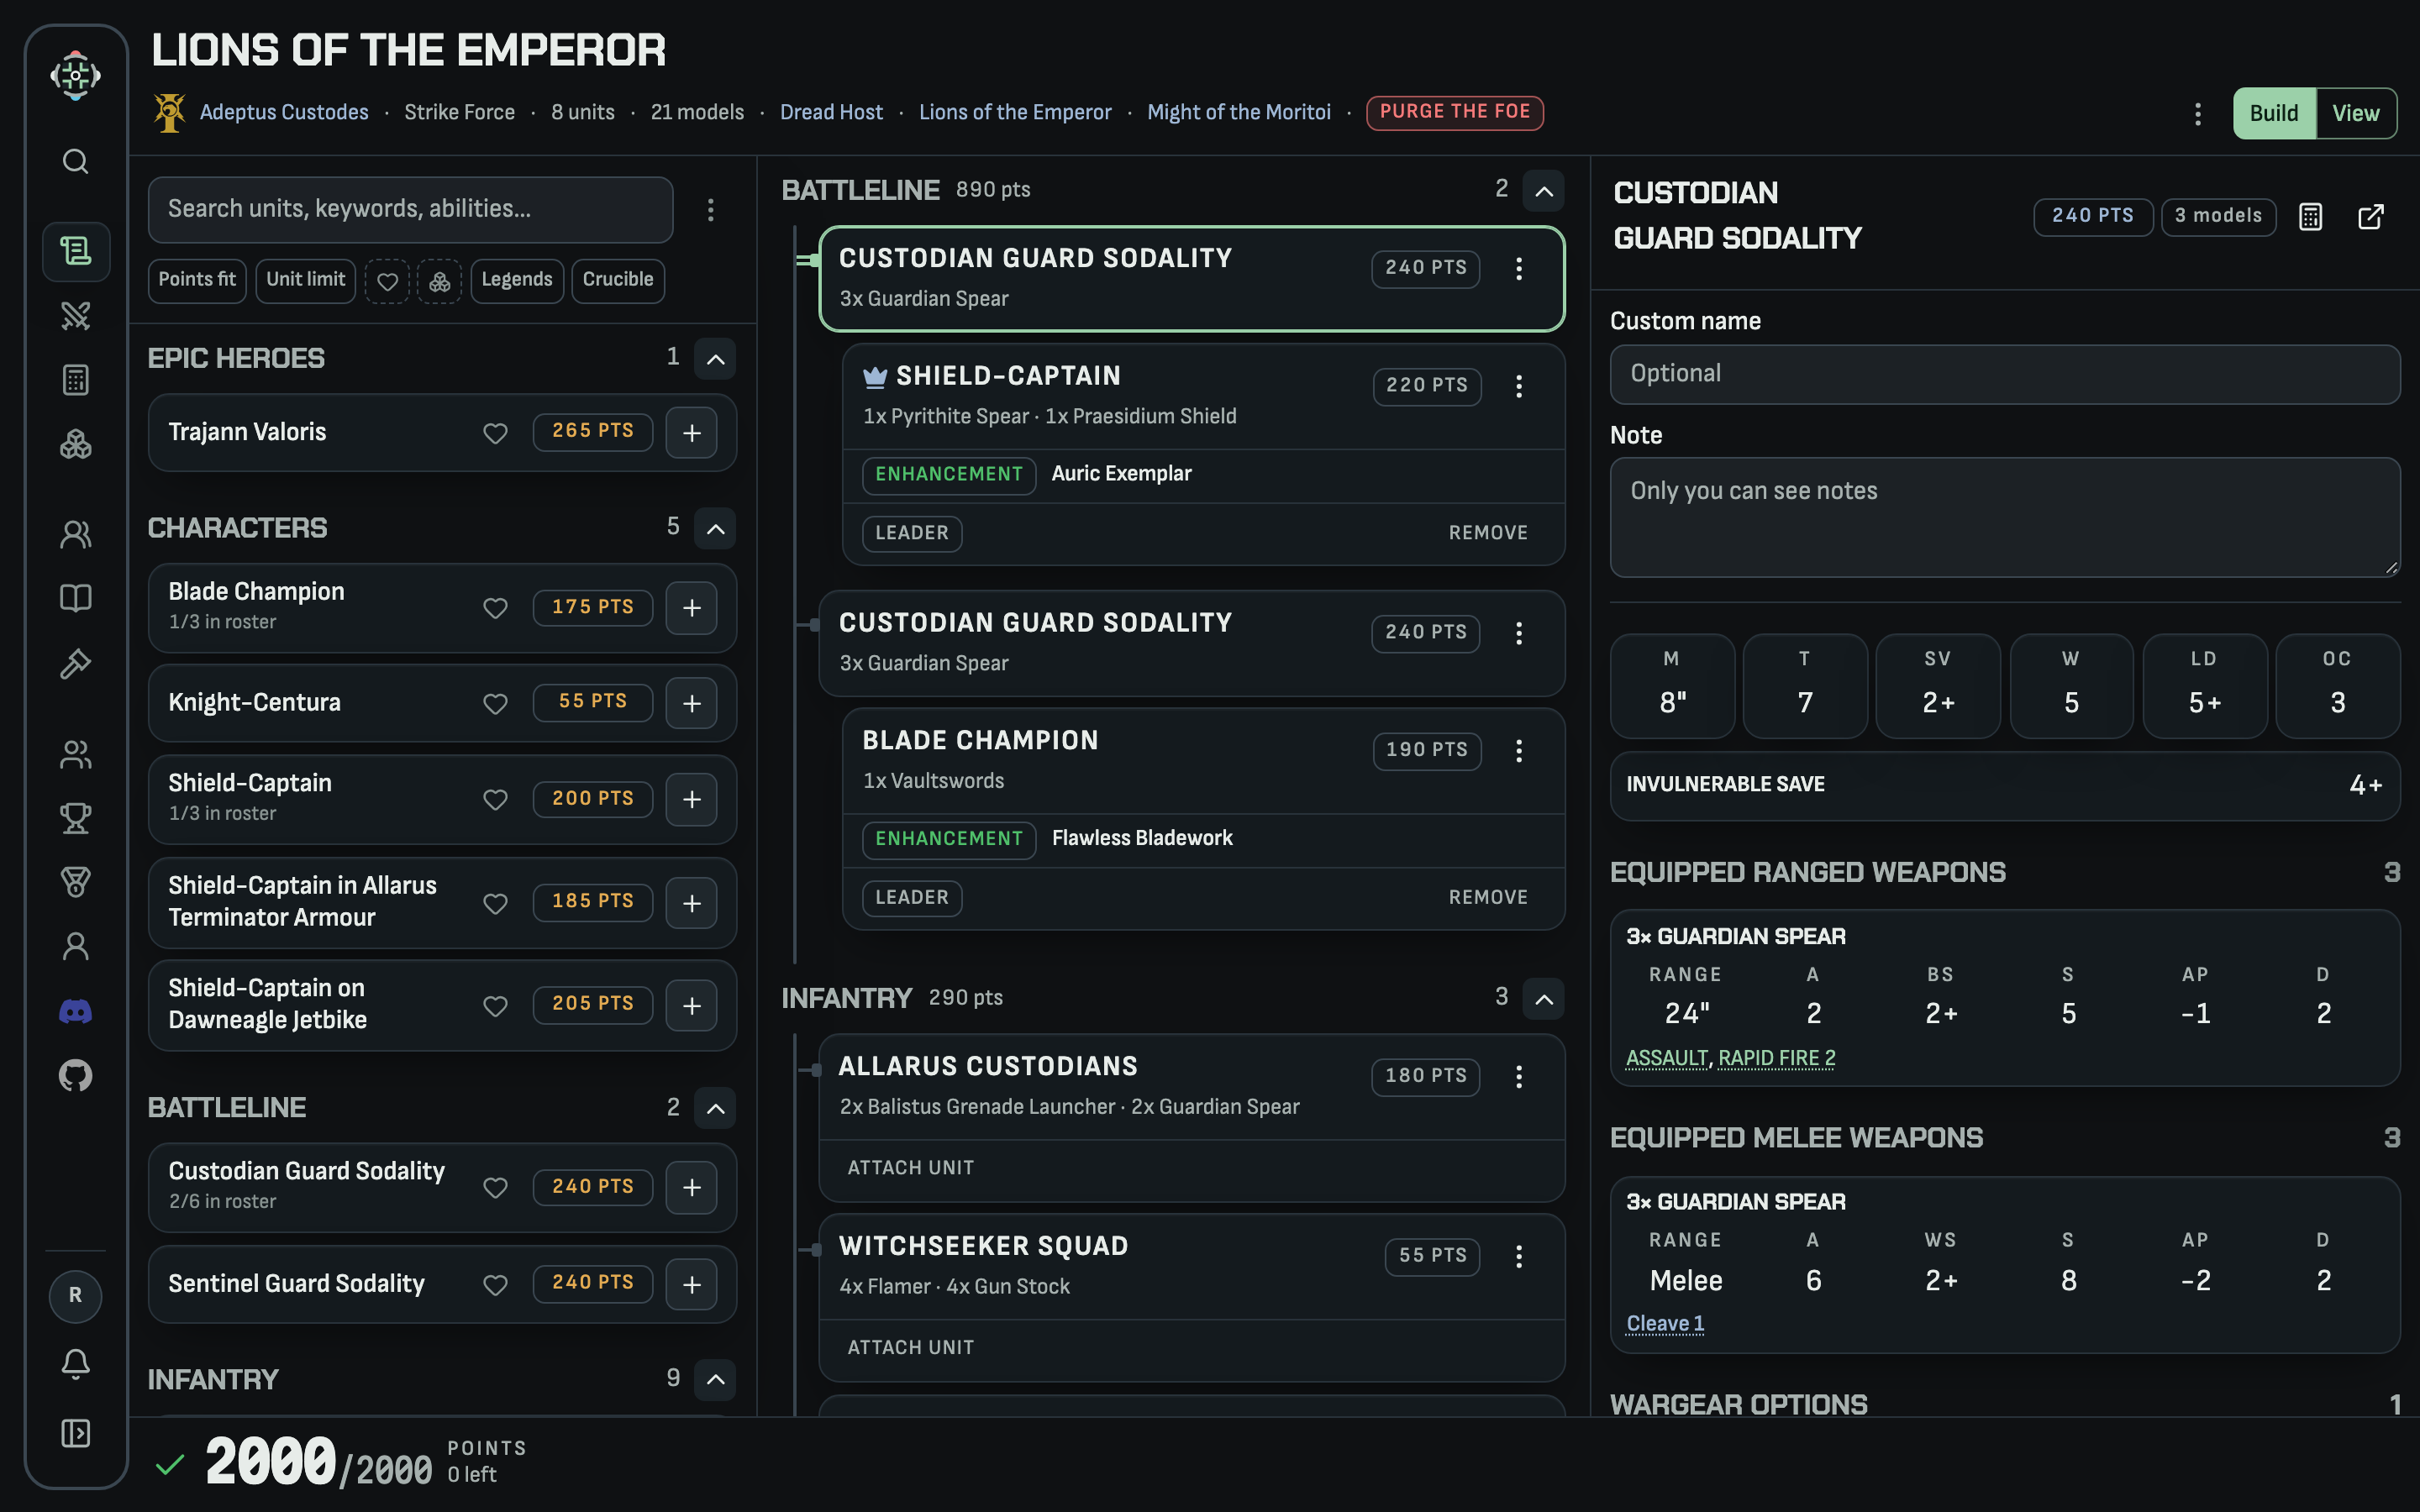 LIONS OF THE EMPEROR
Adeptus Custodes · Strike Force · 8 units · 21 models · Dread Host · Lions of the Emperor · Might of the Moritoi · PURGE THE FOE
Build View
Search units, keywords, abilities...
Points fit Unit limit Legends Crucible
EPIC HEROES 1
Trajann Valoris 265 PTS
CHARACTERS 5
Blade Champion 175 PTS
1/3 in roster
Knight-Centura 55 PTS
Shield-Captain 200 PTS
1/3 in roster
Shield-Captain in Allarus
Terminator Armour 185 PTS
Shield-Captain on
Dawneagle Jetbike 205 PTS
BATTLELINE 2
Custodian Guard Sodality 240 PTS
2/6 in roster
Sentinel Guard Sodality 240 PTS
INFANTRY 9
R
BATTLELINE 890 pts 2
CUSTODIAN GUARD SODALITY 240 PTS
3x Guardian Spear
SHIELD-CAPTAIN 220 PTS
1x Pyrithite Spear · 1x Praesidium Shield
ENHANCEMENT Auric Exemplar
LEADER REMOVE
CUSTODIAN GUARD SODALITY 240 PTS
3x Guardian Spear
BLADE CHAMPION 190 PTS
1x Vaultswords
ENHANCEMENT Flawless Bladework
LEADER REMOVE
INFANTRY 290 pts 3
ALLARUS CUSTODIANS 180 PTS
2x Balistus Grenade Launcher · 2x Guardian Spear
ATTACH UNIT
WITCHSEEKER SQUAD 55 PTS
4x Flamer · 4x Gun Stock
ATTACH UNIT
CUSTODIAN
GUARD SODALITY 240 PTS 3 models
Custom name
Optional
Note
Only you can see notes
M T SV W LD OC
8" 7 2+ 5 5+ 3
INVULNERABLE SAVE 4+
EQUIPPED RANGED WEAPONS 3
3× GUARDIAN SPEAR
RANGE A BS S AP D
24" 2 2+ 5 -1 2
ASSAULT, RAPID FIRE 2
EQUIPPED MELEE WEAPONS 3
3× GUARDIAN SPEAR
RANGE A WS S AP D
Melee 6 2+ 8 -2 2
Cleave 1
WARGEAR OPTIONS 1
2000/2000 POINTS
0 left